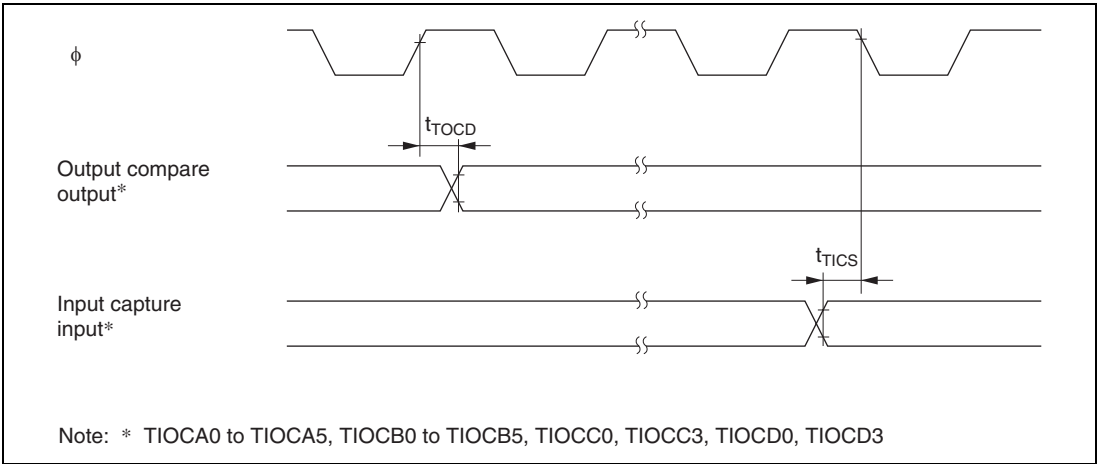 ϕ
tTOCD
Output compare
output*
tTICS
Input capture
input*
Note: * TIOCA0 to TIOCA5, TIOCB0 to TIOCB5, TIOCC0, TIOCC3, TIOCD0, TIOCD3